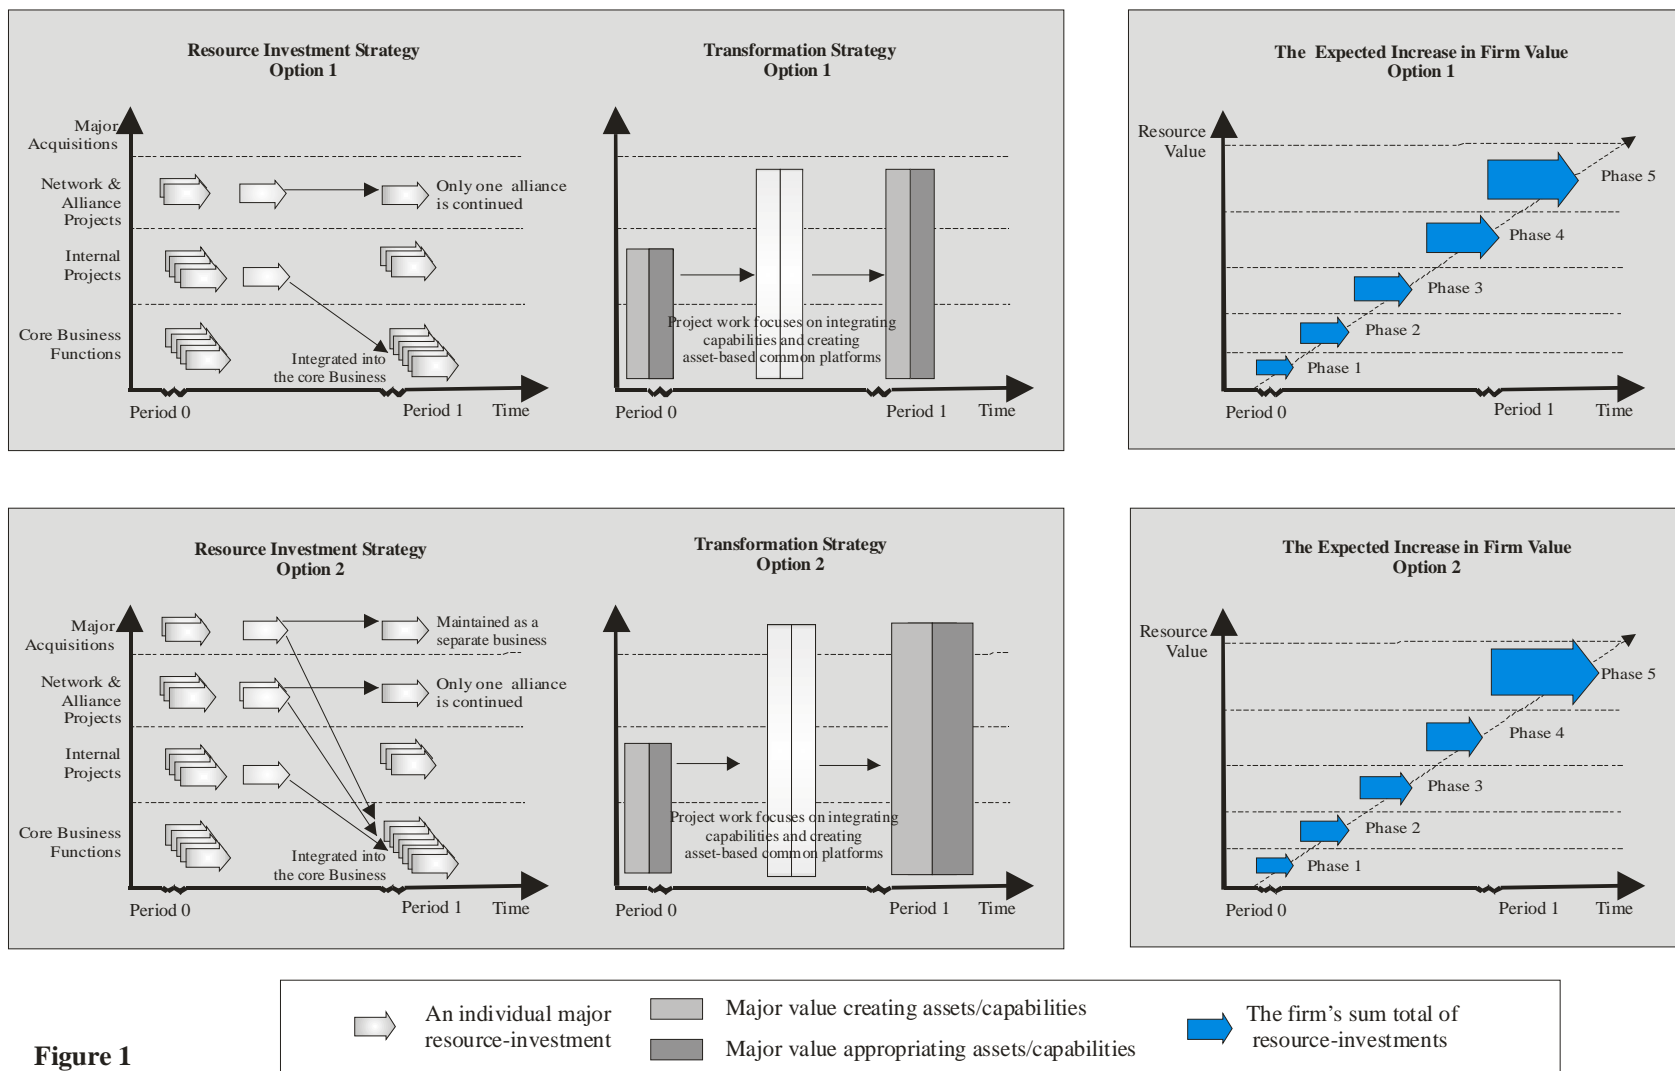 Resource Investment Strategy
Option 1
Major
Acquisitions
Network &
Alliance
Projects
Internal
Projects
Core Business
Functions
Only one alliance
is continued
Integrated into
the core Business
Period 0
Period 1
Time
Transformation Strategy
Option 1
Project work focuses on integrating
capabilities and creating
asset-based common platforms
Period 0
Period 1
Time
The Expected Increase in Firm Value
Option 1
Resource
Value
Phase 5
Phase 4
Phase 3
Phase 2
Phase 1
Period 0
Period 1
Time
Resource Investment Strategy
Option 2
Major
Acquisitions
Network &
Alliance
Projects
Internal
Projects
Core Business
Functions
Maintained as a
separate business
Only one alliance
is continued
Integrated into
the core Business
Period 0
Period 1
Time
Transformation Strategy
Option 2
Project work focuses on integrating
capabilities and creating
asset-based common platforms
Period 0
Period 1
Time
The Expected Increase in Firm Value
Option 2
Resource
Value
Phase 5
Phase 4
Phase 3
Phase 2
Phase 1
Period 0
Period 1
Time
Figure 1
An individual major
resource-investment
Major value creating assets/capabilities
Major value appropriating assets/capabilities
The firm's sum total of
resource-investments